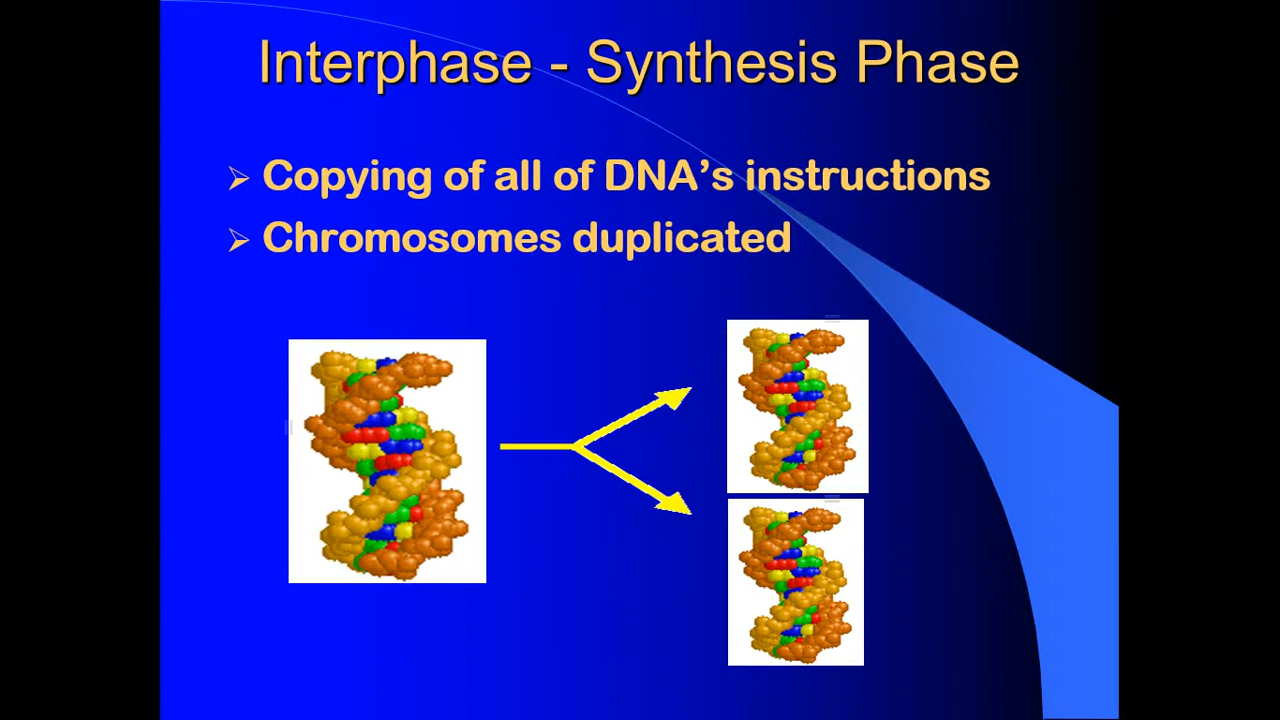 Interphase - Synthesis Phase
Copying of all of DNA’s instructions
Chromosomes duplicated